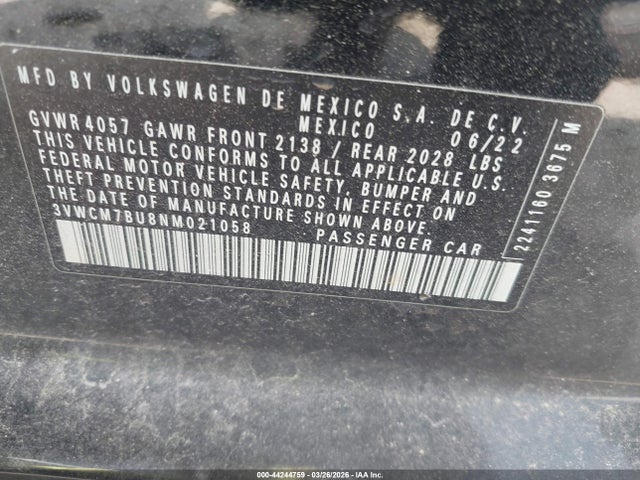 MFD BY VOLKSWAGEN DE MEXICO S.A. DE C.V.
MEXICO 06/22
GVWR 4057 GAWR FRONT 2138 / REAR 2028 LBS
THIS VEHICLE CONFORMS TO ALL APPLICABLE U.S.
FEDERAL MOTOR VEHICLE SAFETY, BUMPER AND
THEFT PREVENTION STANDARDS IN EFFECT ON
THE DATE OF MANUFACTURE SHOWN ABOVE.
3VWCM7BU8NM021058 PASSENGER CAR
2241160 3675 M
000-44244759 | 03/26/2026 | IAA Inc.